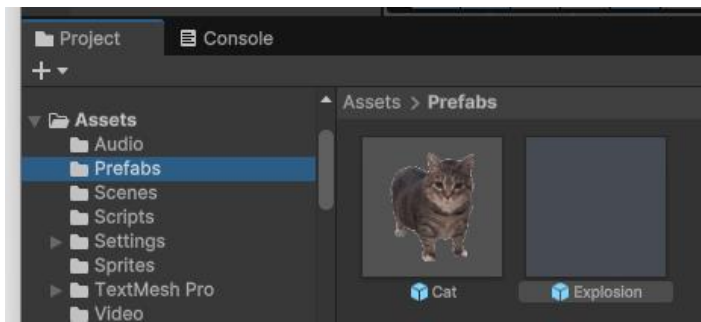 Project Console
Assets > Prefabs
Assets
Audio
Prefabs
Scenes
Scripts
Settings
Sprites
TextMesh Pro
Video
Cat Explosion